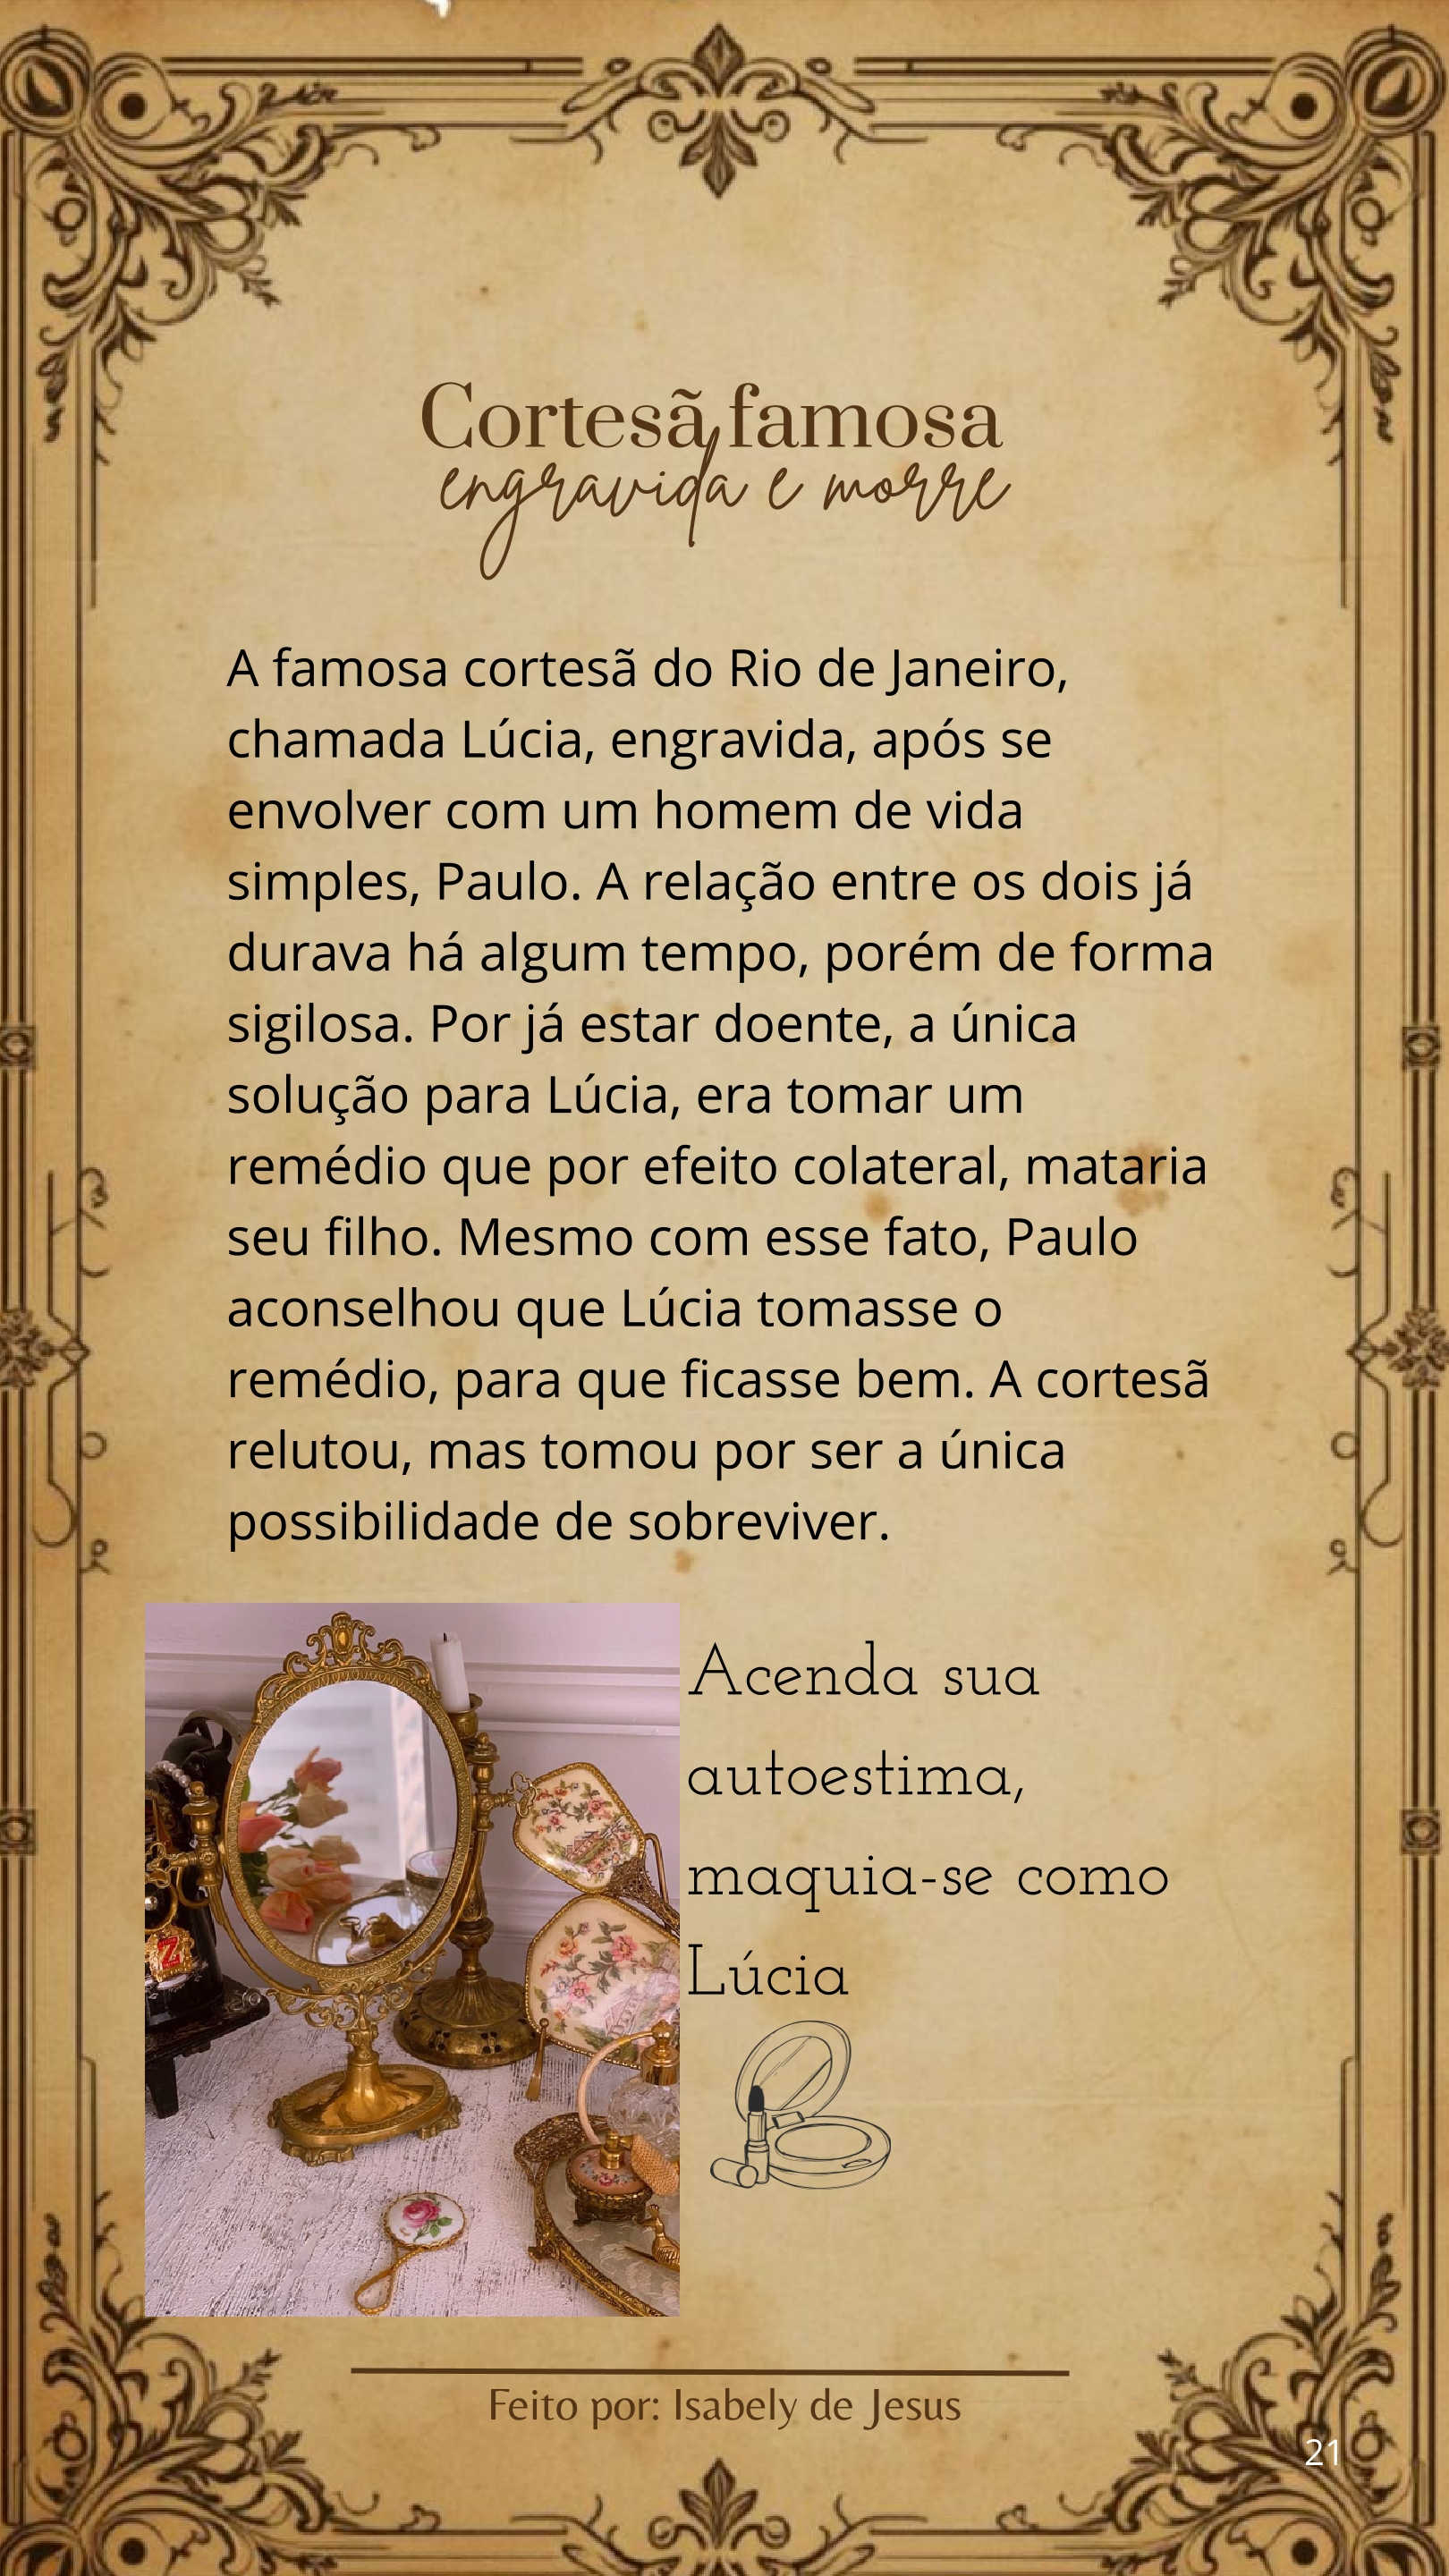 Cortesã famosa
engravida e morre
A famosa cortesã do Rio de Janeiro,
chamada Lúcia, engravida, após se
envolver com um homem de vida
simples, Paulo. A relação entre os dois já
durava há algum tempo, porém de forma
sigilosa. Por já estar doente, a única
solução para Lúcia, era tomar um
remédio que por efeito colateral, mataria
seu filho. Mesmo com esse fato, Paulo
aconselhou que Lúcia tomasse o
remédio, para que ficasse bem. A cortesã
relutou, mas tomou por ser a única
possibilidade de sobreviver.
Acenda sua
autoestima,
maquia-se como
Lúcia
Z
Feito por: Isabely de Jesus
21